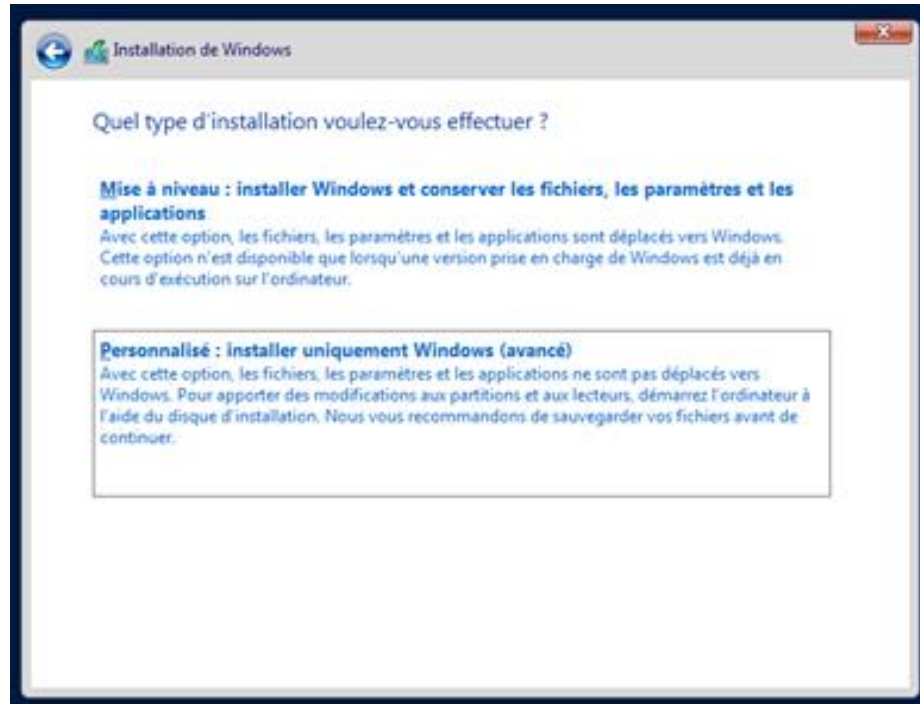 Installation de Windows
Quel type d'installation voulez-vous effectuer ?
Mise à niveau : installer Windows et conserver les fichiers, les paramètres et les
applications
Avec cette option, les fichiers, les paramètres et les applications sont déplacés vers Windows.
Cette option n'est disponible que lorsqu'une version prise en charge de Windows est déjà en
cours d'exécution sur l'ordinateur.
Personnalisé : installer uniquement Windows (avancé)
Avec cette option, les fichiers, les paramètres et les applications ne sont pas déplacés vers
Windows. Pour apporter des modifications aux partitions et aux lecteurs, démarrez l'ordinateur à
l'aide du disque d'installation. Nous vous recommandons de sauvegarder vos fichiers avant de
continuer.